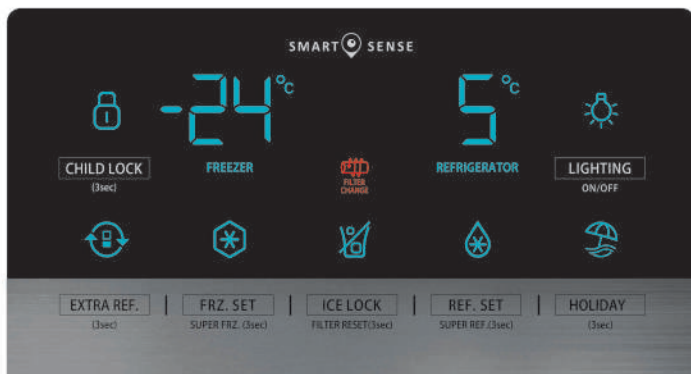 SMART SENSE
-24°C
5°C
CHILD LOCK
(3sec)
FREEZER
FILTER
CHANGE
REFRIGERATOR
LIGHTING
ON/OFF
EXTRA REF.
(3sec)
FRZ. SET
SUPER FRZ. (3sec)
ICE LOCK
FILTER RESET(3sec)
REF. SET
SUPER REF.(3sec)
HOLIDAY
(3sec)